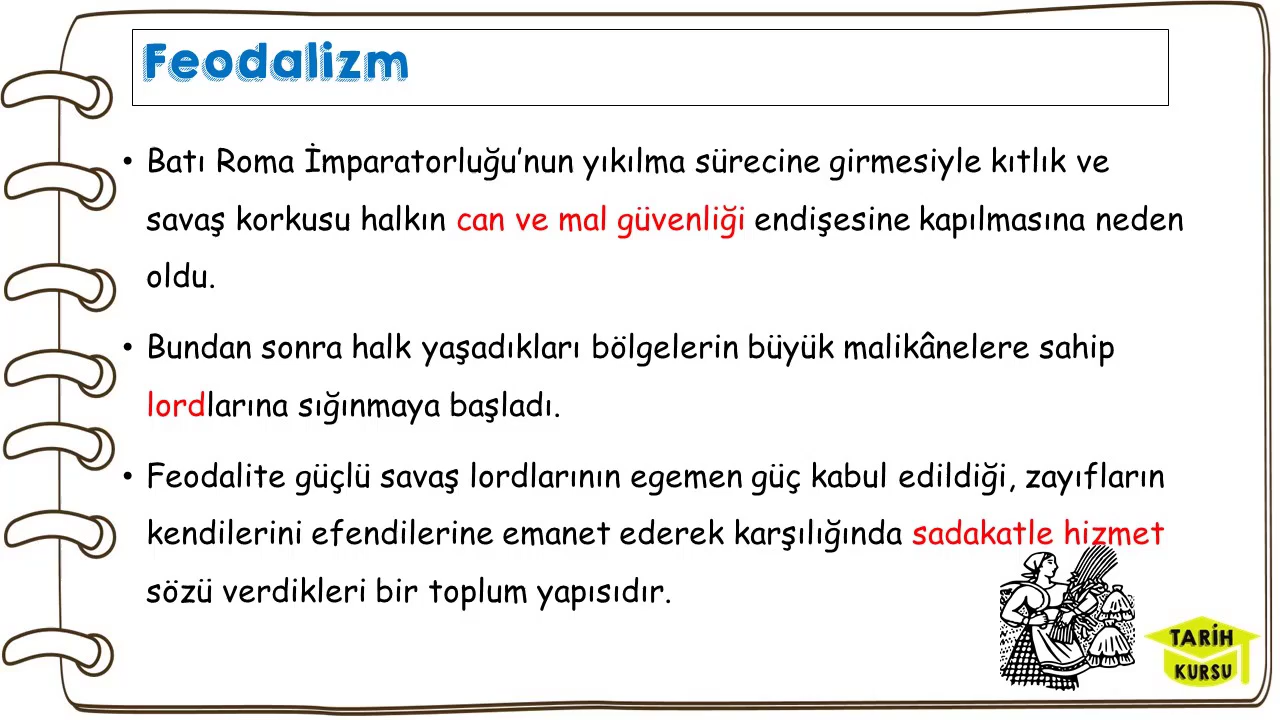 Feodalizm
• Batı Roma İmparatorluğu’nun yıkılma sürecine girmesiyle kıtlık ve
savaş korkusu halkın can ve mal güvenliği endişesine kapılmasına neden
oldu.
• Bundan sonra halk yaşadıkları bölgelerin büyük malikânelere sahip
lordlarına sığınmaya başladı.
• Feodalite güçlü savaş lordlarının egemen güç kabul edildiği, zayıfların
kendilerini efendilerine emanet ederek karşılığında sadakatle hizmet
sözü verdikleri bir toplum yapısıdır.
TARİH
KURSU